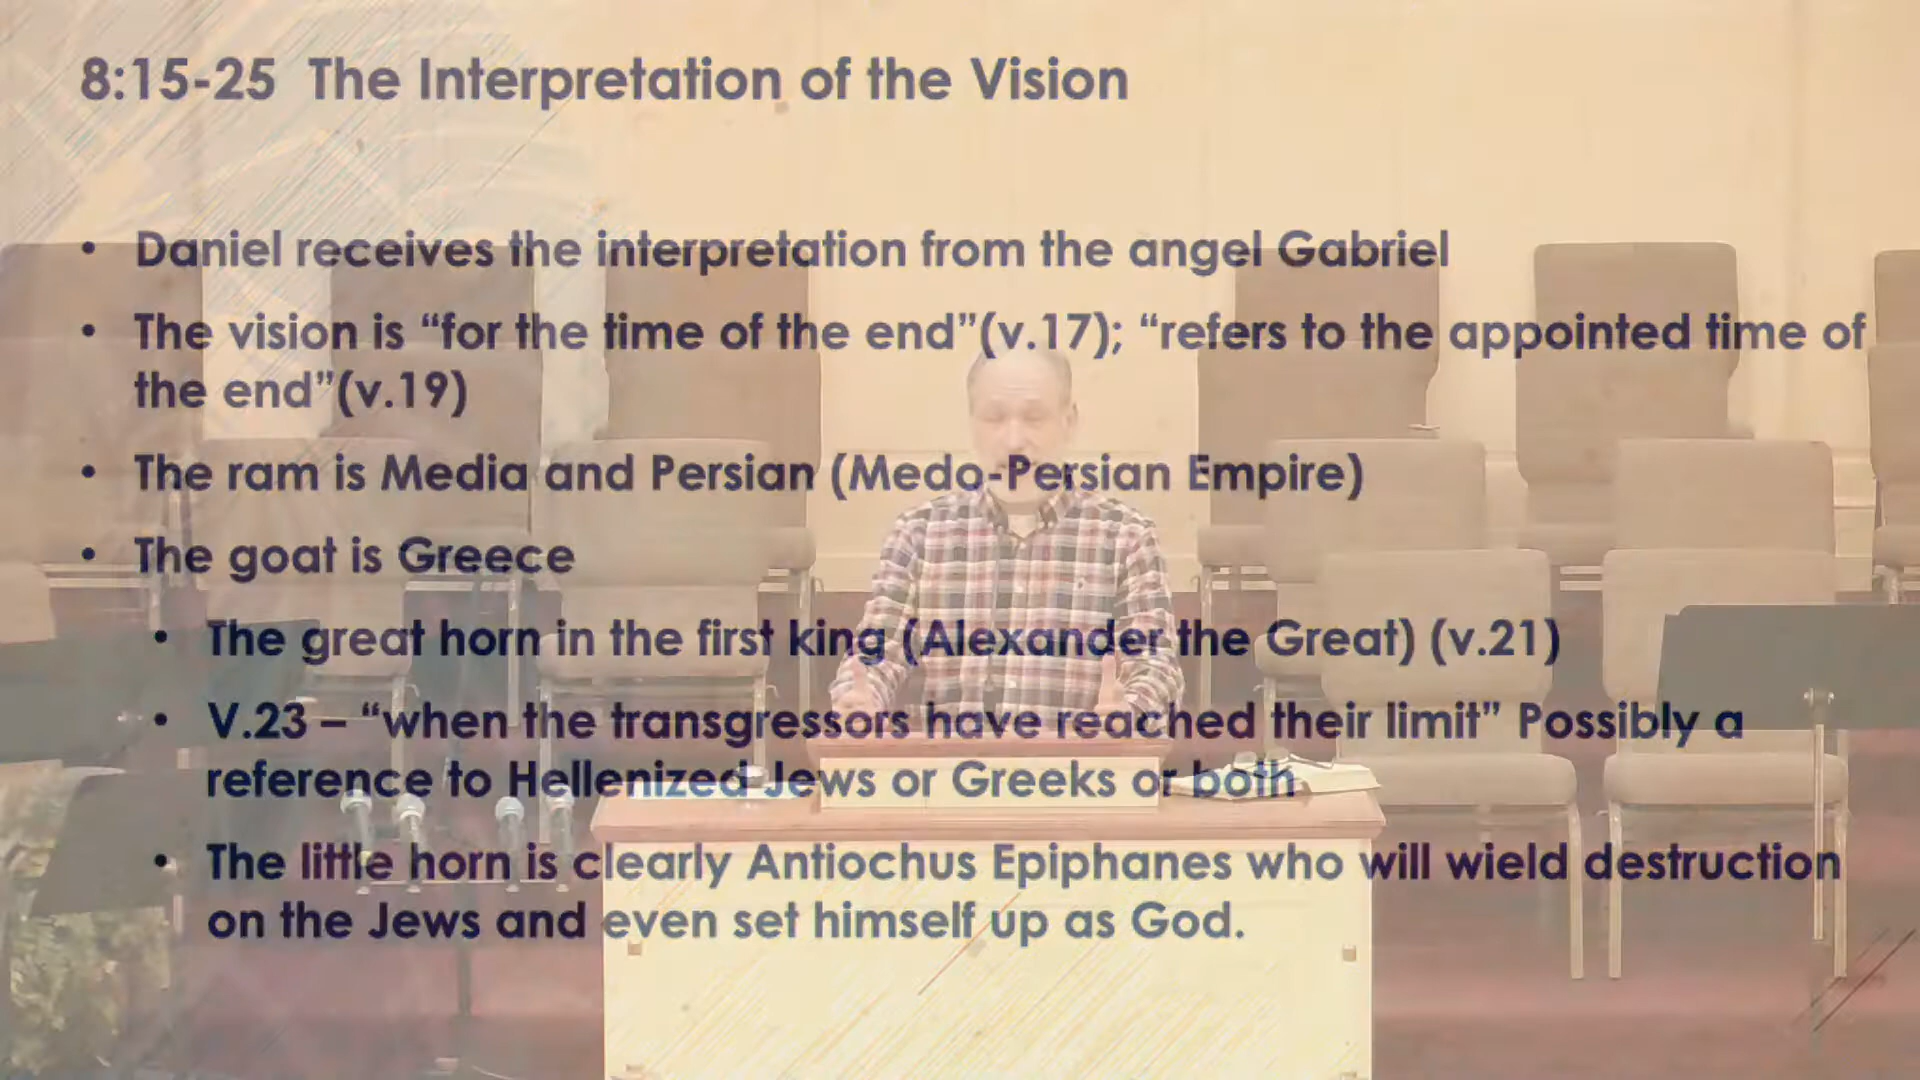 8:15-25 The Interpretation of the Vision
• Daniel receives the interpretation from the angel Gabriel
• The vision is “for the time of the end”(v.17); “refers to the appointed time of
the end”(v.19)
• The ram is Media and Persian (Medo-Persian Empire)
• The goat is Greece
• The great horn in the first king (Alexander the Great) (v.21)
• V.23 – “when the transgressors have reached their limit” Possibly a
reference to Hellenized Jews or Greeks or both
• The little horn is clearly Antiochus Epiphanes who will wield destruction
on the Jews and even set himself up as God.